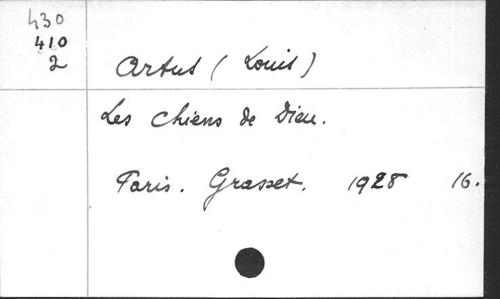 430
410
2
Artus (Louis)
Les Chiens de Dieu.
Paris. Grasset. 1928 16.